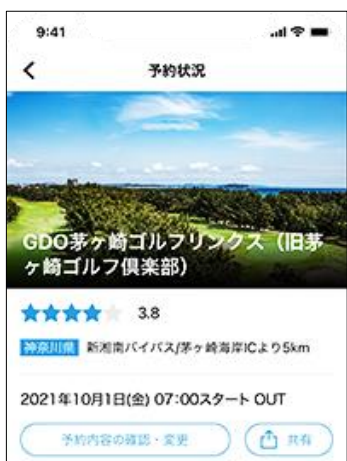 9:41
予約状況
GDO茅ヶ崎ゴルフリンクス（旧茅
ヶ崎ゴルフ倶楽部）
3.8
神奈川県 新湘南バイパス/茅ヶ崎海岸ICより5km
2021年10月1日(金) 07:00スタート OUT
予約内容の確認・変更 共有